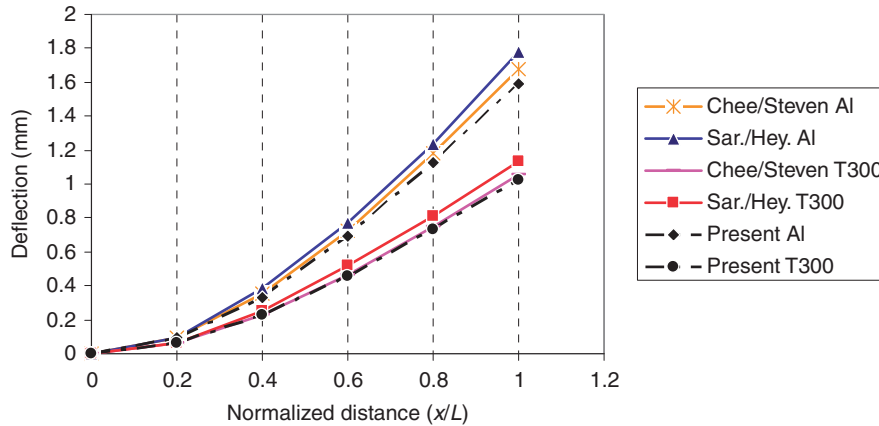 2
1.8
1.6
1.4
1.2
1
0.8
0.6
0.4
0.2
0
Deflection (mm)
0 0.2 0.4 0.6 0.8 1 1.2
Normalized distance (x/L)
Chee/Steven Al
Sar./Hey. Al
Chee/Steven T300
Sar./Hey. T300
Present Al
Present T300